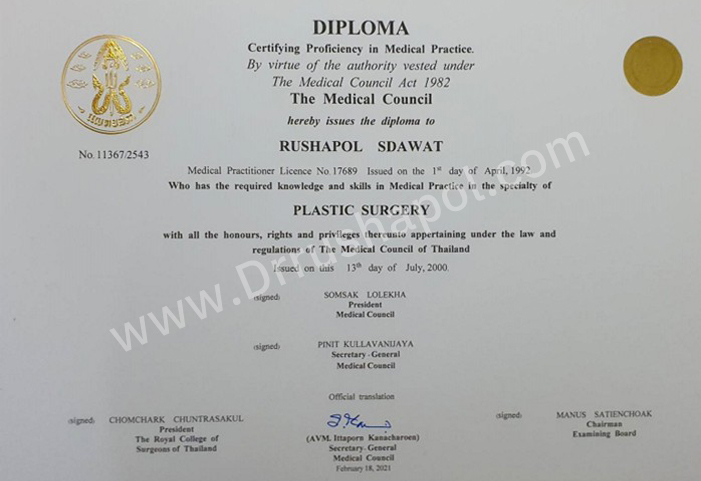 DIPLOMA
Certifying Proficiency in Medical Practice.
By virtue of the authority vested under
The Medical Council Act 1982
The Medical Council
hereby issues the diploma to
แพทยสภา
No. 11367/2543
RUSHAPOL SDAWAT
Medical Practitioner Licence No. 17689 Issued on the 1st day of April, 1992
Who has the required knowledge and skills in Medical Practice in the specialty of
PLASTIC SURGERY
with all the honours, rights and privileges thereunto appertaining under the law and
regulations of The Medical Council of Thailand
Issued on this 13th day of July, 2000.
(signed) SOMSAK LOLEKHA
President
Medical Council
(signed) PINIT KULLAVANIJAYA
Secretary - General
Medical Council
Official translation
(signed) CHOMCHARK CHUNTRASAKUL
President
The Royal College of
Surgeons of Thailand
(AVM. Ittaporn Kanacharoen)
Secretary- General
Medical Council
February 18, 2021
(signed) MANUS SATIENCHOAK
Chairman
Examining Board
www.Drrushapol.com